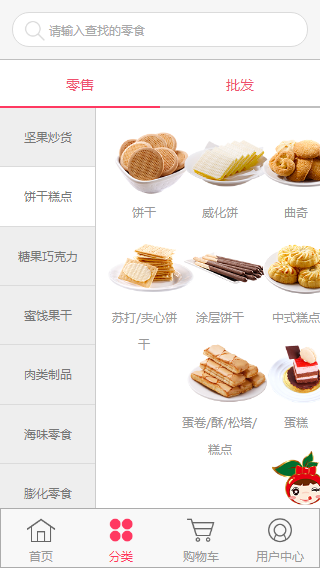 请输入查找的零食
零售
批发
坚果炒货
饼干糕点
糖果巧克力
蜜饯果干
肉类制品
海味零食
膨化零食
饼干
威化饼
曲奇
苏打/夹心饼
干
涂层饼干
中式糕点
蛋卷/酥/松塔/
糕点
蛋糕
首页
分类
购物车
用户中心